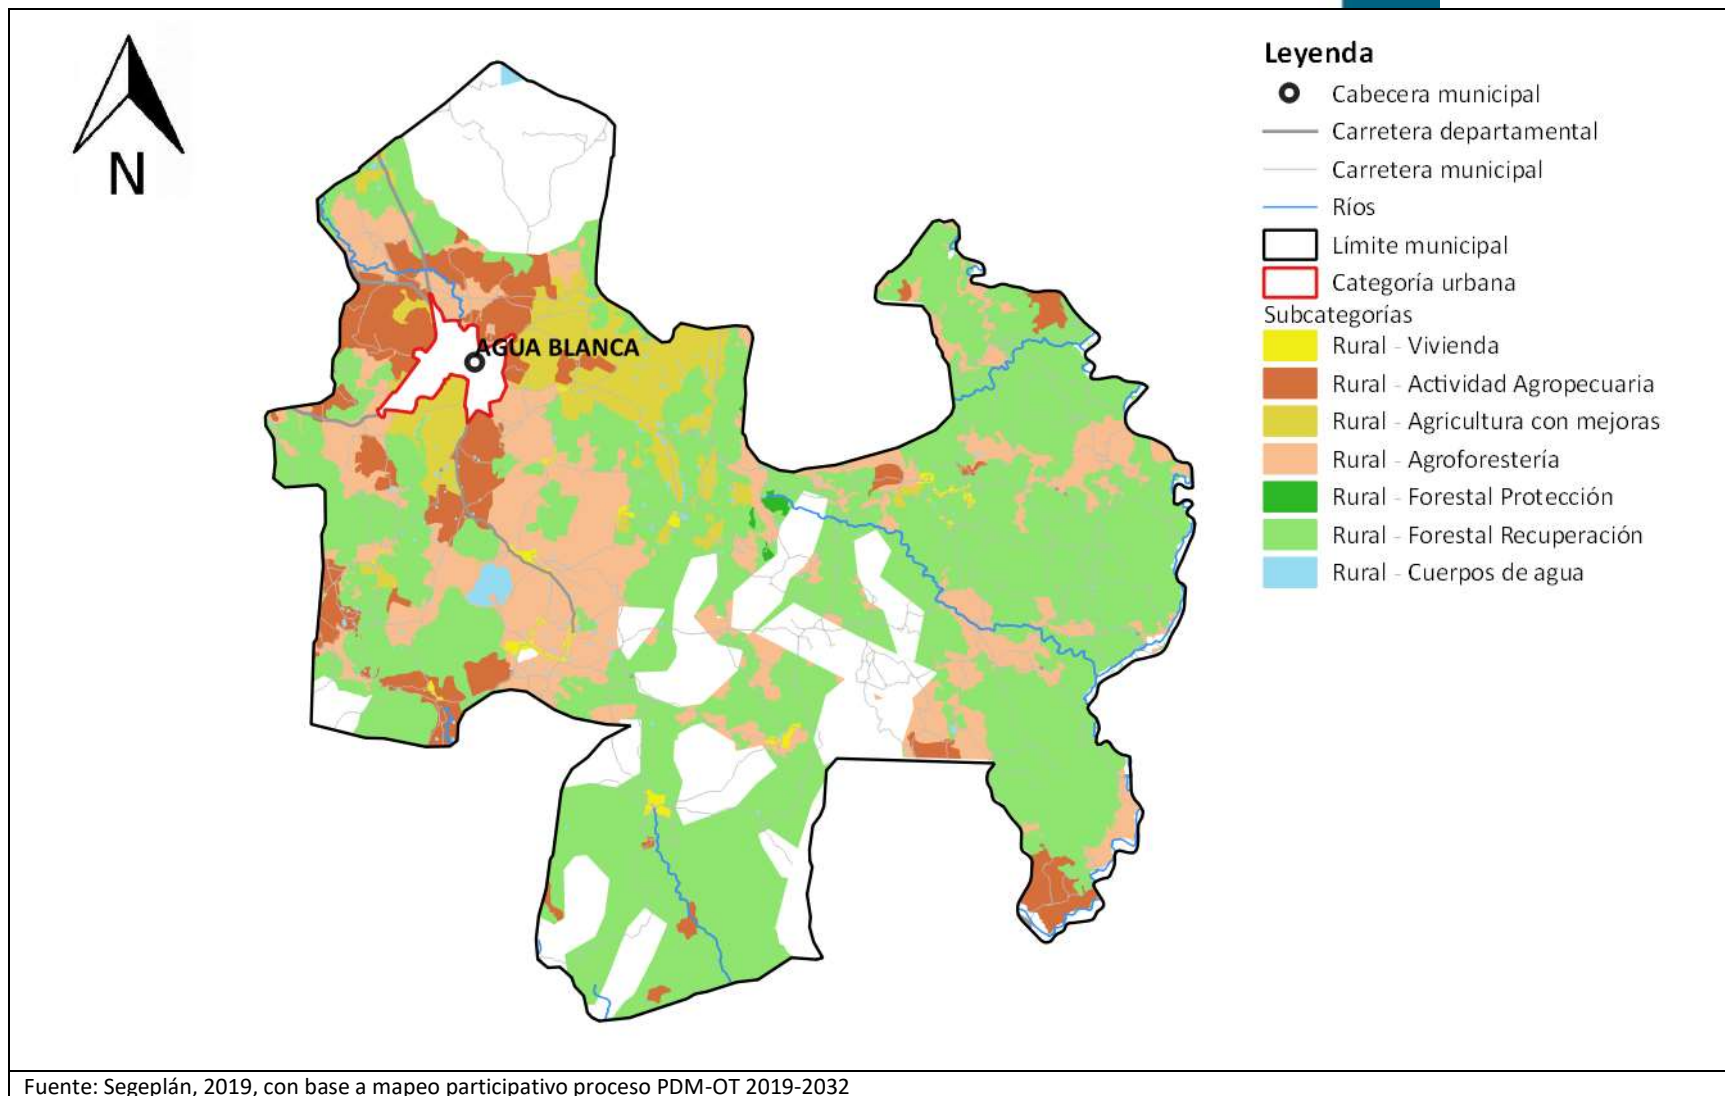 N
AGUA BLANCA
Leyenda
Cabecera municipal
Carretera departamental
Carretera municipal
Ríos
Límite municipal
Categoría urbana
Subcategorías
Rural - Vivienda
Rural - Actividad Agropecuaria
Rural - Agricultura con mejoras
Rural - Agroforestería
Rural - Forestal Protección
Rural - Forestal Recuperación
Rural - Cuerpos de agua
Fuente: Segeplán, 2019, con base a mapeo participativo proceso PDM-OT 2019-2032